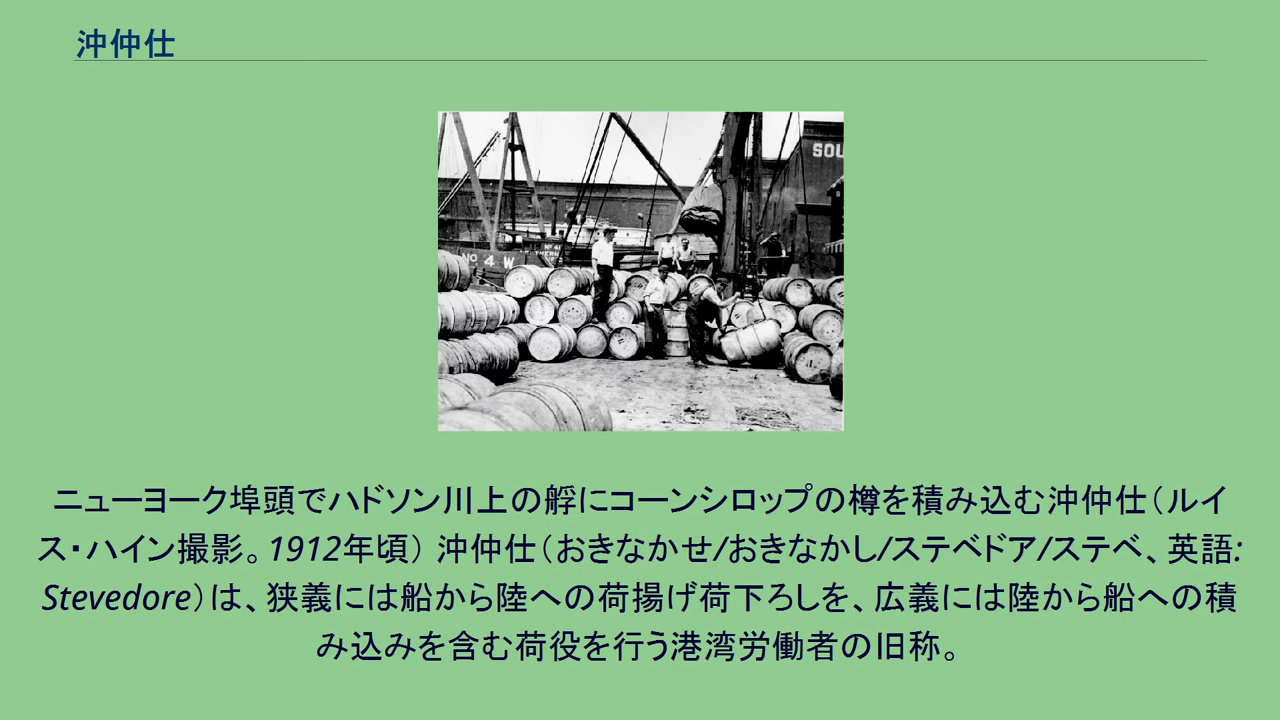 沖仲仕
SOU
NO 4 W
ニューヨーク埠頭でハドソン川上の艀にコーンシロップの樽を積み込む沖仲仕（ルイ
ス・ハイン撮影。1912年頃） 沖仲仕（おきなかせ/おきなかし/ステベドア/ステベ、英語:
Stevedore）は、狭義には船から陸への荷揚げ荷下ろしを、広義には陸から船への積
み込みを含む荷役を行う港湾労働者の旧称。